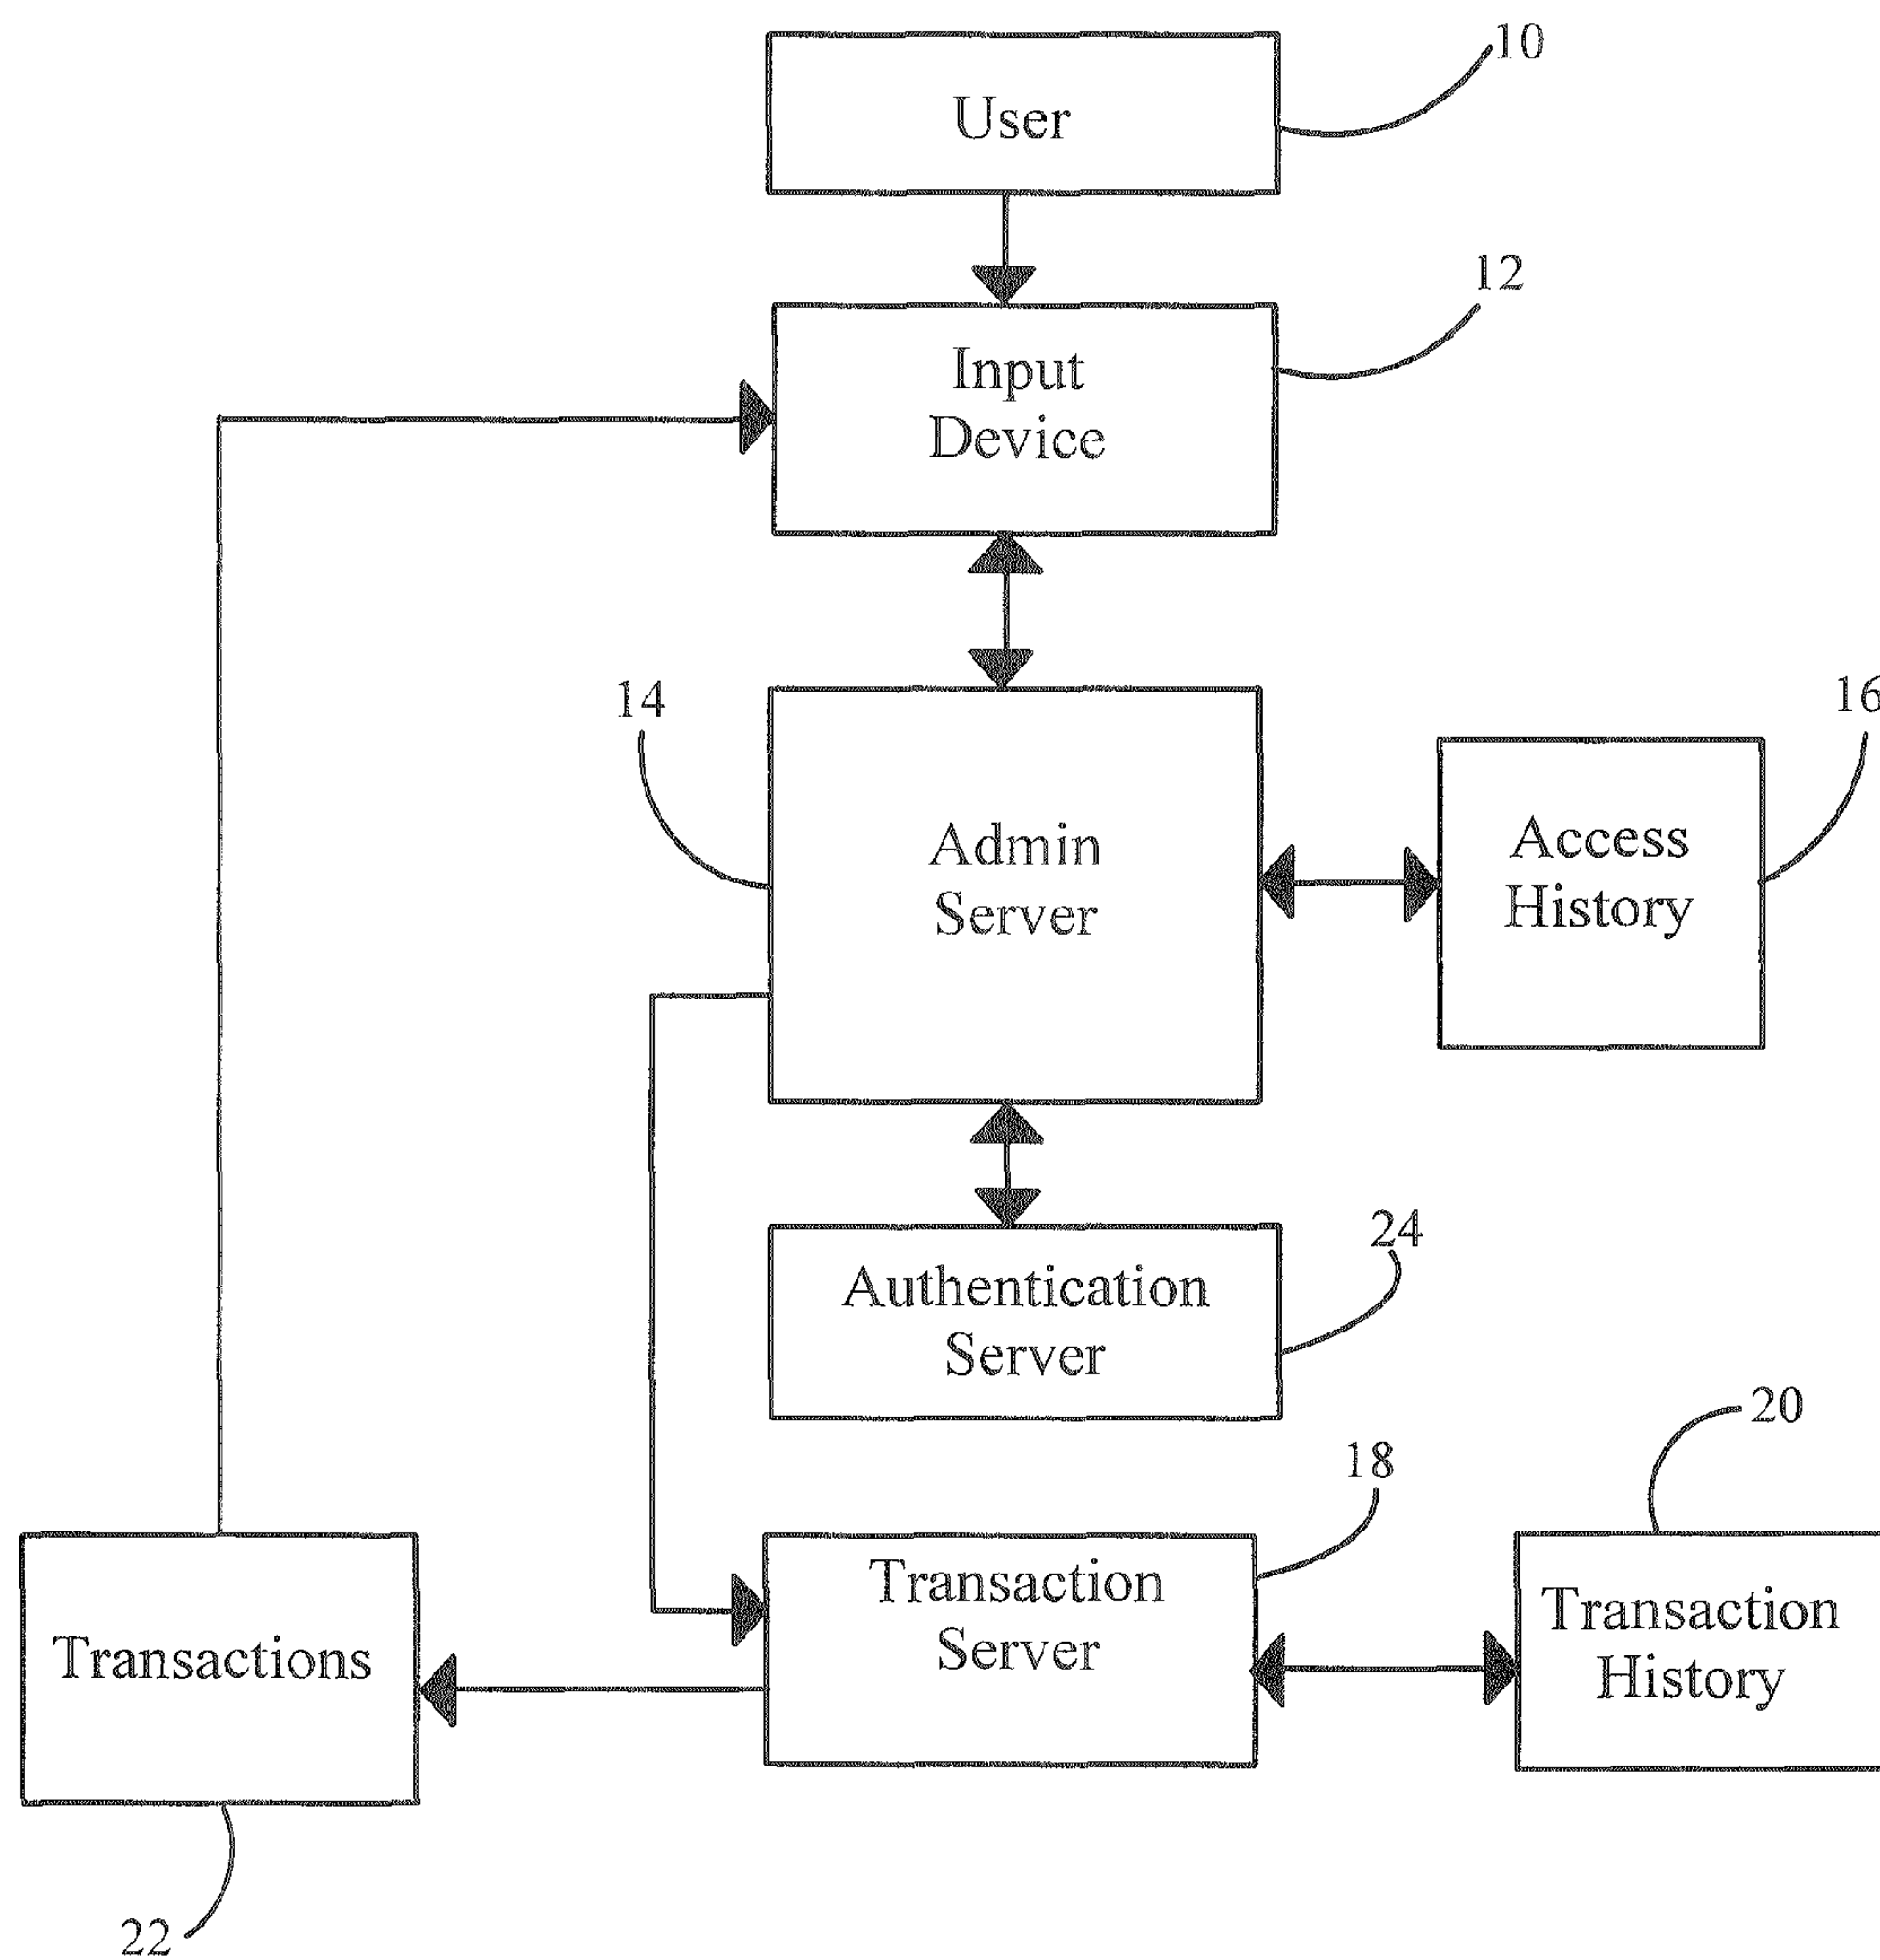 10
User
12
Input
Device
14
16
Admin
Server
Access
History
24
Authentication
Server
20
18
Transaction
Server
Transaction
History
Transactions
22